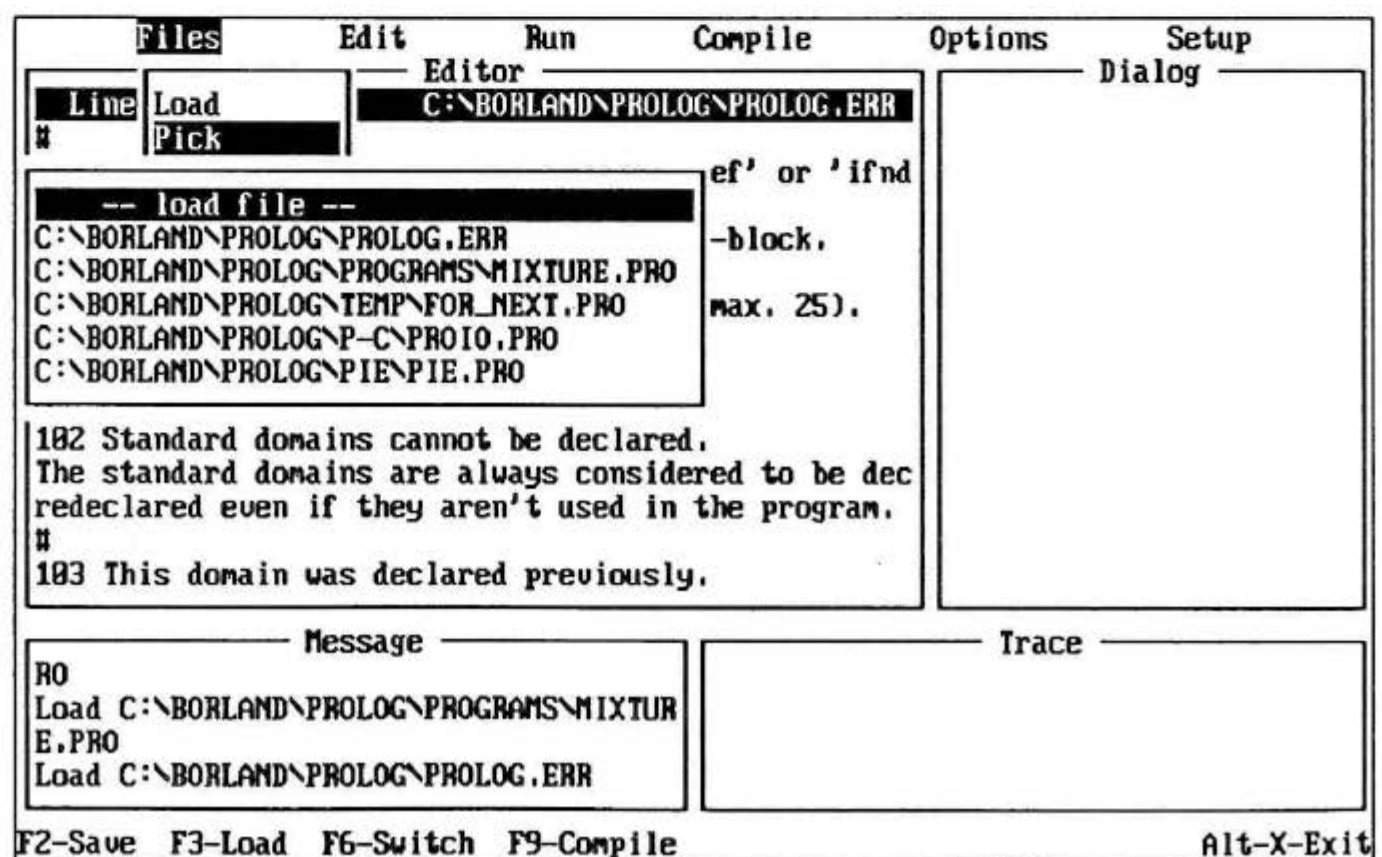 Files Edit Run Compile Options Setup
Editor Dialog
Line Load C:\BORLAND\PROLOG\PROLOG.ERR
# Pick
ef' or 'ifnd
-- load file --
C:\BORLAND\PROLOG\PROLOG.ERR -block.
C:\BORLAND\PROLOG\PROGRAMS\MIXTURE.PRO
C:\BORLAND\PROLOG\TEMP\FOR_NEXT.PRO max. 25).
C:\BORLAND\PROLOG\P-C\PROIO.PRO
C:\BORLAND\PROLOG\PIE\PIE.PRO
102 Standard domains cannot be declared.
The standard domains are always considered to be dec
redeclared even if they aren't used in the program.
#
103 This domain was declared previously.
Message Trace
RO
Load C:\BORLAND\PROLOG\PROGRAMS\MIXTUR
E.PRO
Load C:\BORLAND\PROLOG\PROLOG.ERR
F2-Save F3-Load F6-Switch F9-Compile Alt-X-Exit